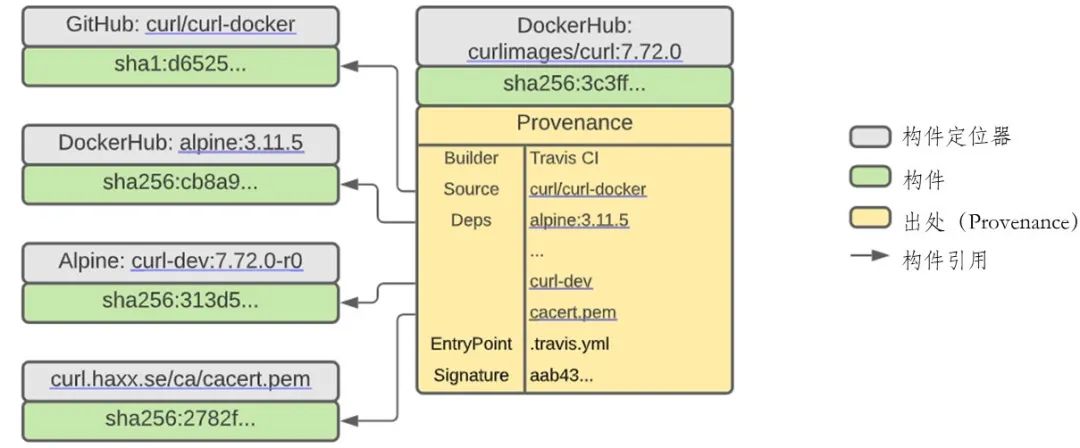 GitHub: curl/curl-docker
sha1:d6525...
DockerHub: alpine:3.11.5
sha256:cb8a9...
Alpine: curl-dev:7.72.0-r0
sha256:313d5...
curl.haxx.se/ca/cacert.pem
sha256:2782f...
DockerHub:
curlimages/curl:7.72.0
sha256:3c3ff...
Provenance
Builder Travis CI
Source curl/curl-docker
Deps alpine:3.11.5
...
curl-dev
cacert.pem
EntryPoint .travis.yml
Signature aab43...
构件定位器
构件
出处（Provenance）
构件引用